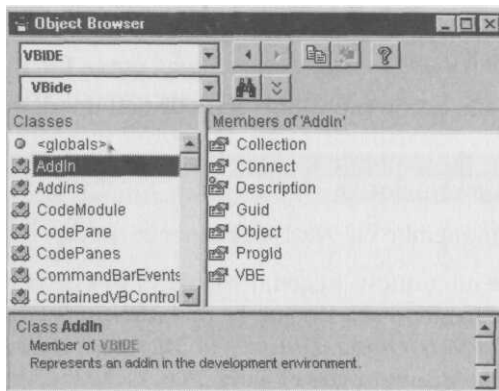 Object Browser
VBIDE
VBide
Classes
<globals>
AddIn
Addins
CodeModule
CodePane
CodePanes
CommandBarEvents
ContainedVBControl
Members of 'AddIn'
Collection
Connect
Description
Guid
Object
ProgId
VBE
Class AddIn
Member of VBIDE
Represents an addin in the development environment.